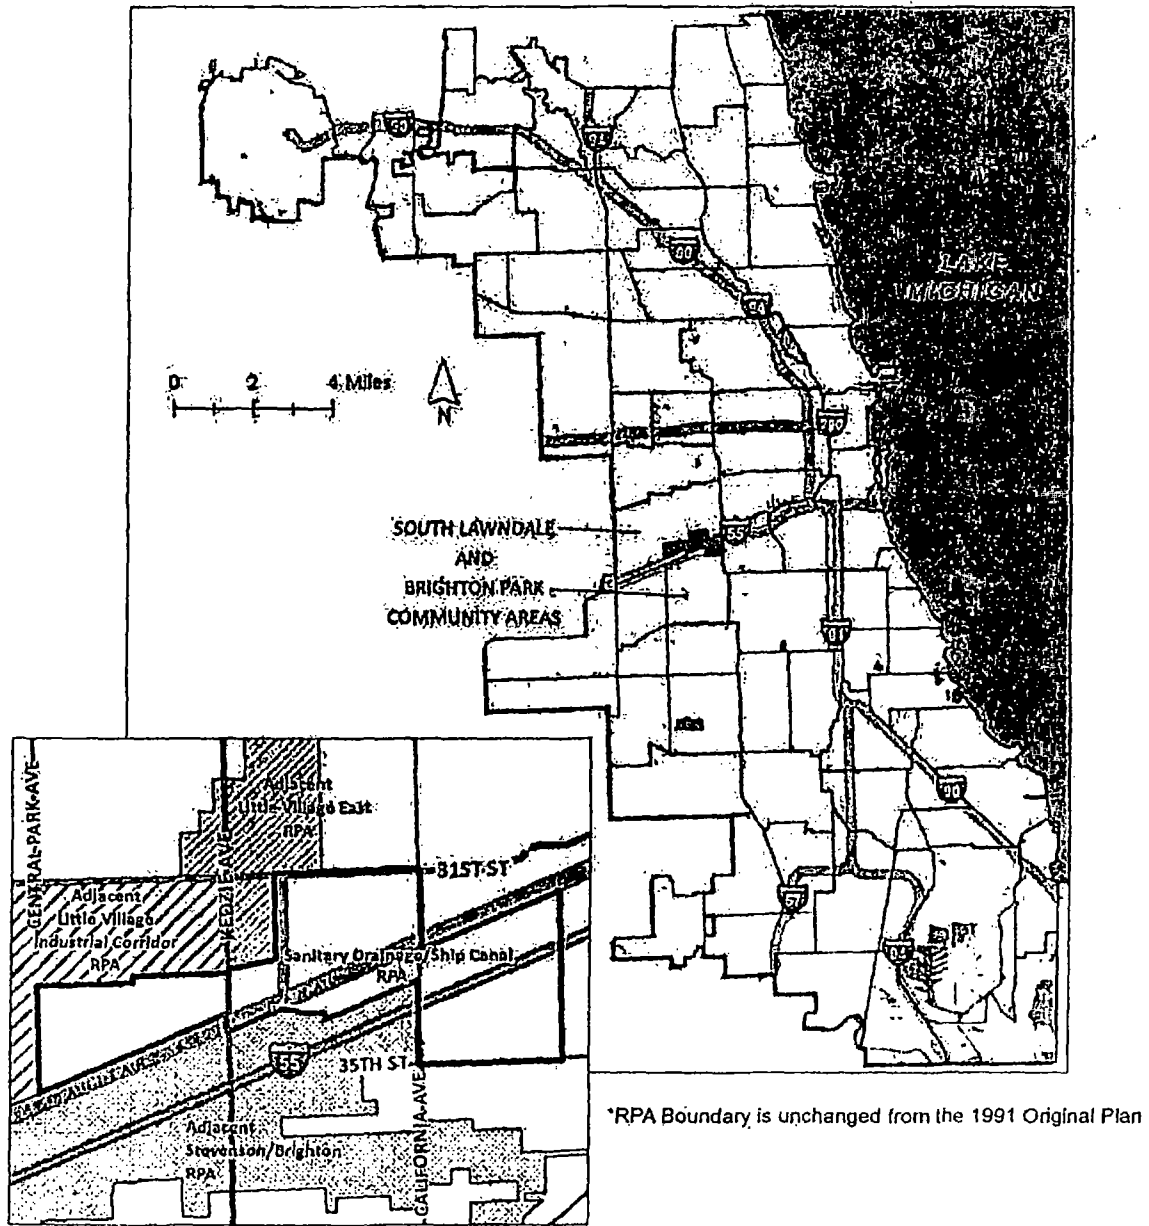 LAKE
MICHIGAN
90
90
90
290
0 2 4 Miles
N
SOUTH LAWNDALE
AND
BRIGHTON PARK
COMMUNITY AREAS
55
57
CENTRAL PARK AVE
KEDZIE AVE
Adjacent
Little Village East
RPA
31ST ST
Adjacent
Little Village
Industrial Corridor
RPA
Sanitary Drainage/Ship Canal
RPA
55
35TH ST
CALIFORNIA AVE
Adjacent
Stevenson/Brighton
RPA
*RPA Boundary is unchanged from the 1991 Original Plan